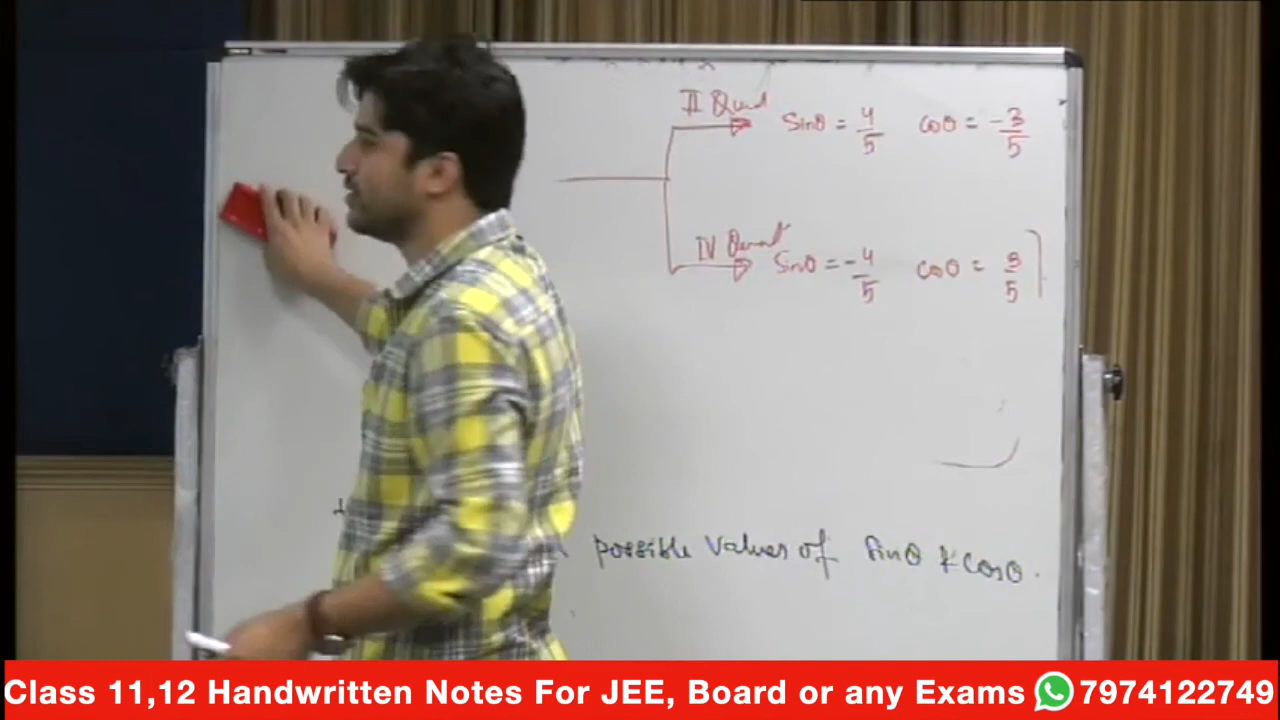 II Quad
Sinθ = 4/5 cosθ = -3/5
IV Quad
Sinθ = -4/5 cosθ = 3/5
possible values of Sinθ & cosθ.
Class 11,12 Handwritten Notes For JEE, Board or any Exams 7974122749